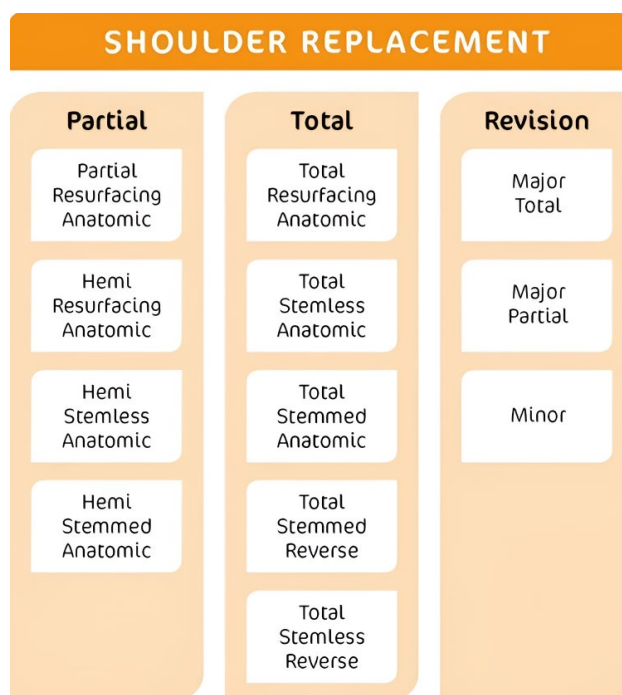 SHOULDER REPLACEMENT
Partial
Partial
Resurfacing
Anatomic
Hemi
Resurfacing
Anatomic
Hemi
Stemless
Anatomic
Hemi
Stemmed
Anatomic
Total
Total
Resurfacing
Anatomic
Total
Stemless
Anatomic
Total
Stemmed
Anatomic
Total
Stemmed
Reverse
Total
Stemless
Reverse
Revision
Major
Total
Major
Partial
Minor